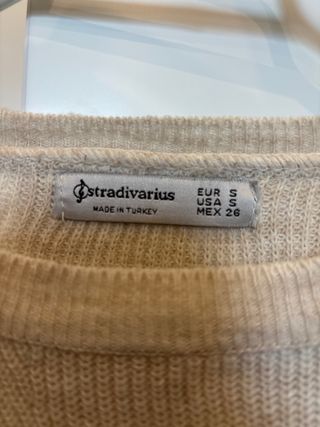 stradivarius
MADE IN TURKEY
EUR S
USA S
MEX 26